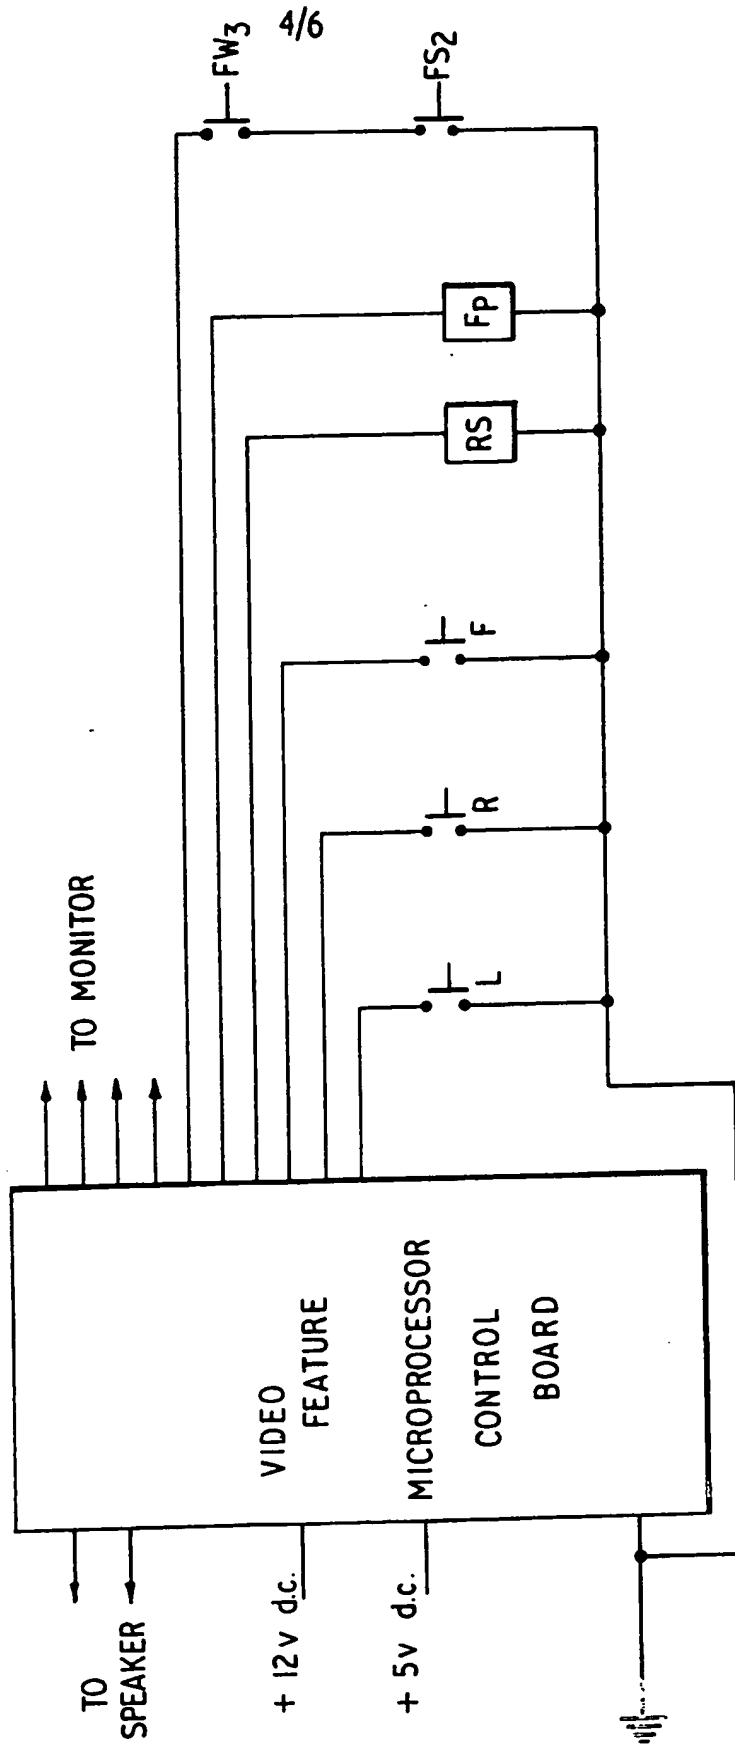 4/6
TO MONITOR
FW3
FS2
FP
RS
F
R
L
VIDEO
FEATURE
MICROPROCESSOR
CONTROL
BOARD
TO
SPEAKER
+ 12v d.c.
+ 5v d.c.